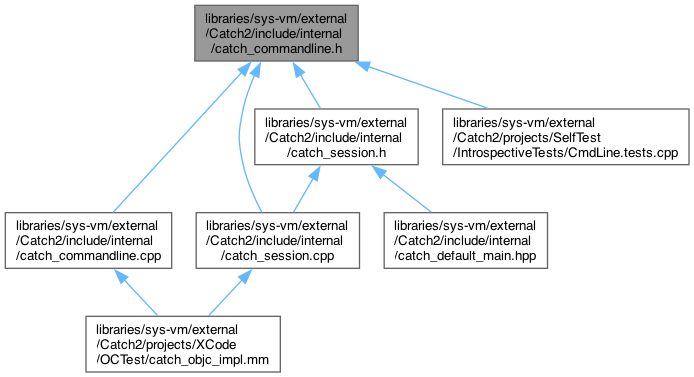 libraries/sys-vm/external
/Catch2/include/internal
/catch_commandline.h
libraries/sys-vm/external
/Catch2/include/internal
/catch_session.h
libraries/sys-vm/external
/Catch2/projects/SelfTest
/IntrospectiveTests/CmdLine.tests.cpp
libraries/sys-vm/external
/Catch2/include/internal
/catch_commandline.cpp
libraries/sys-vm/external
/Catch2/include/internal
/catch_session.cpp
libraries/sys-vm/external
/Catch2/include/internal
/catch_default_main.hpp
libraries/sys-vm/external
/Catch2/projects/XCode
/OCTest/catch_objc_impl.mm